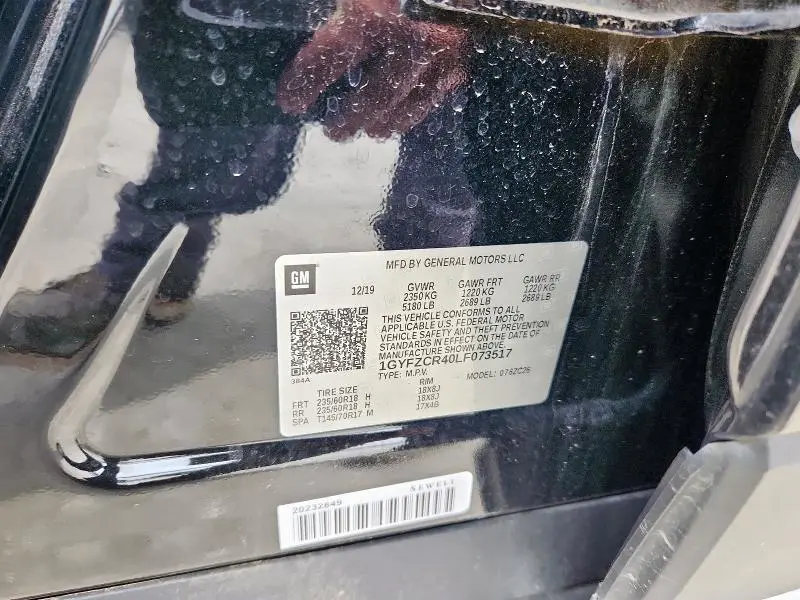 MFD BY GENERAL MOTORS LLC
GM
12/19
GVWR GAWR FRT GAWR RR
2350 KG 1220 KG 1220 KG
5180 LB 2689 LB 2689 LB
THIS VEHICLE CONFORMS TO ALL
APPLICABLE U.S. FEDERAL MOTOR
VEHICLE SAFETY AND THEFT PREVENTION
STANDARDS IN EFFECT ON THE DATE OF
MANUFACTURE SHOWN ABOVE.
1GYFZCR40LF073517
384A
TYPE: M.P.V. MODEL: 
TIRE SIZE RIM
FRT 235/60R18 H 18X8J
RR 235/60R18 H 18X8J
SPA T145/70R17 M 17X4B
20232649 SEWELL